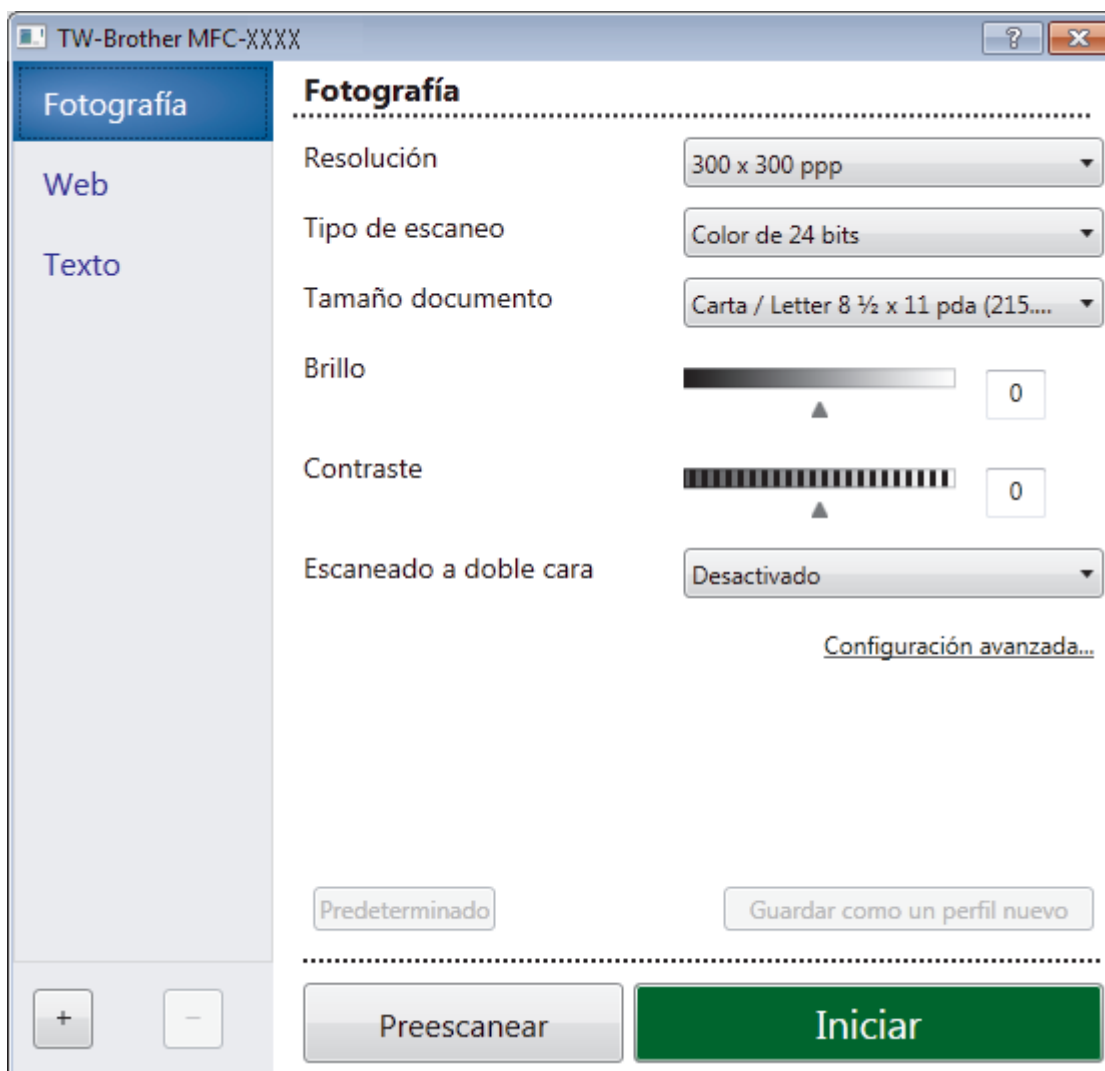 TW-Brother MFC-XXXX
?
Fotografía
Web
Texto
Fotografía
Resolución 300 x 300 ppp
Tipo de escaneo Color de 24 bits
Tamaño documento Carta / Letter 8 ½ x 11 pda (215....
Brillo 0
Contraste 0
Escaneado a doble cara Desactivado
Configuración avanzada...
Predeterminado Guardar como un perfil nuevo
+ −
Preescanear Iniciar